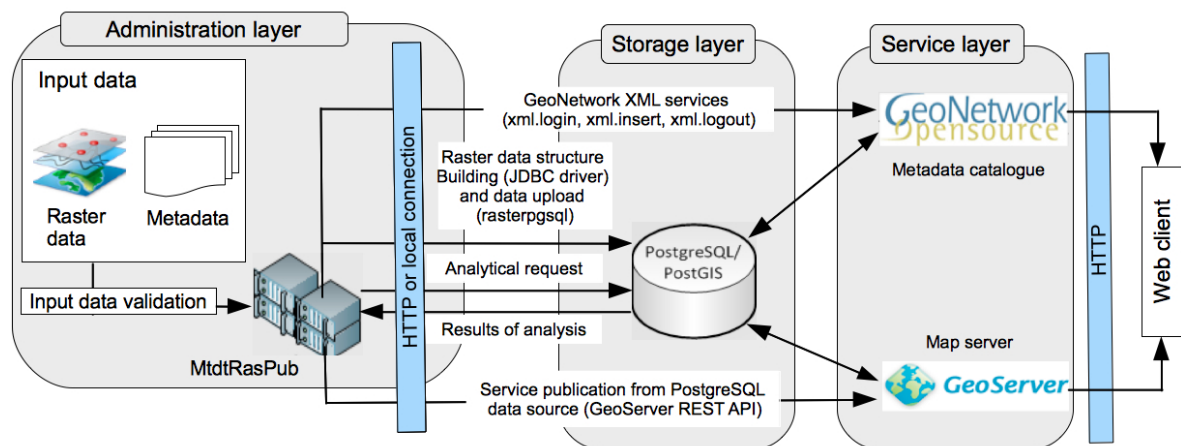 Administration layer
Storage layer
Service layer
Input data
Raster
data
Metadata
Input data validation
MtdtRasPub
HTTP or local connection
GeoNetwork XML services
(xml.login, xml.insert, xml.logout)
Raster data structure
Building (JDBC driver)
and data upload
(rasterpgsql)
Analytical request
Results of analysis
Service publication from PostgreSQL
data source (GeoServer REST API)
PostgreSQL/
PostGIS
GeoNetwork
Opensource
Metadata catalogue
Map server
GeoServer
HTTP
Web client